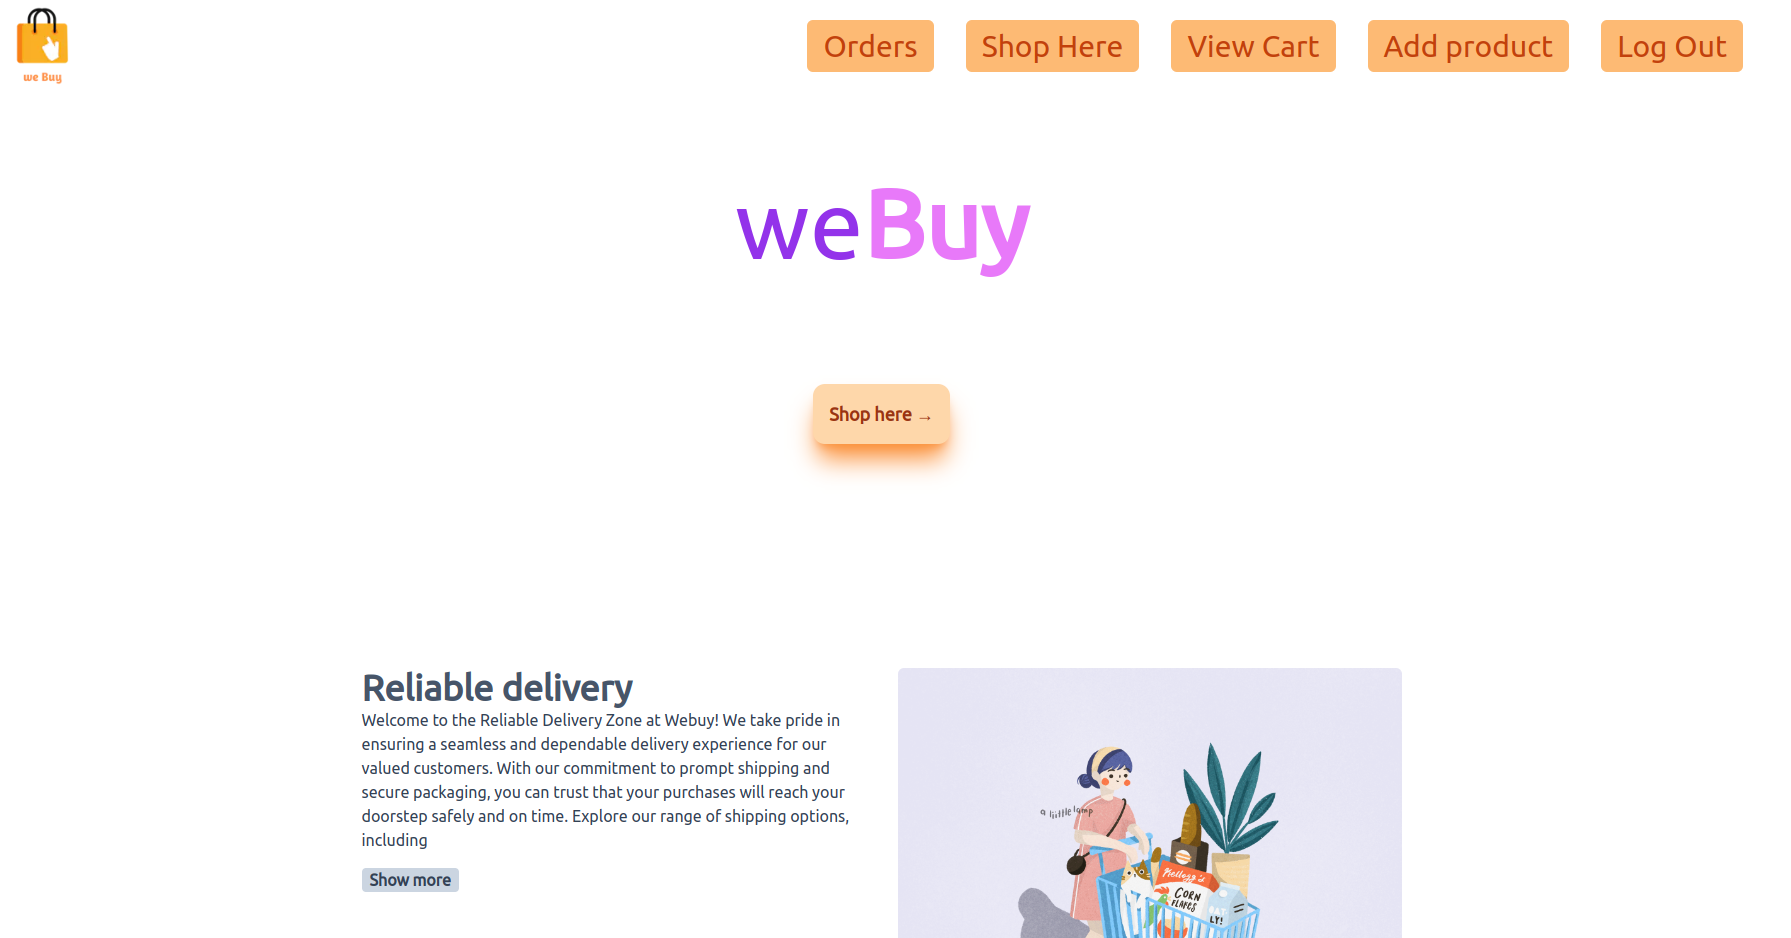 we Buy
Orders
Shop Here
View Cart
Add product
Log Out
weBuy
Shop here →
Reliable delivery
Welcome to the Reliable Delivery Zone at Webuy! We take pride in
ensuring a seamless and dependable delivery experience for our
valued customers. With our commitment to prompt shipping and
secure packaging, you can trust that your purchases will reach your
doorstep safely and on time. Explore our range of shipping options,
including
Show more
a liittle lamp
Kellogg's
CORN
FLAKES
OAT-
LY!